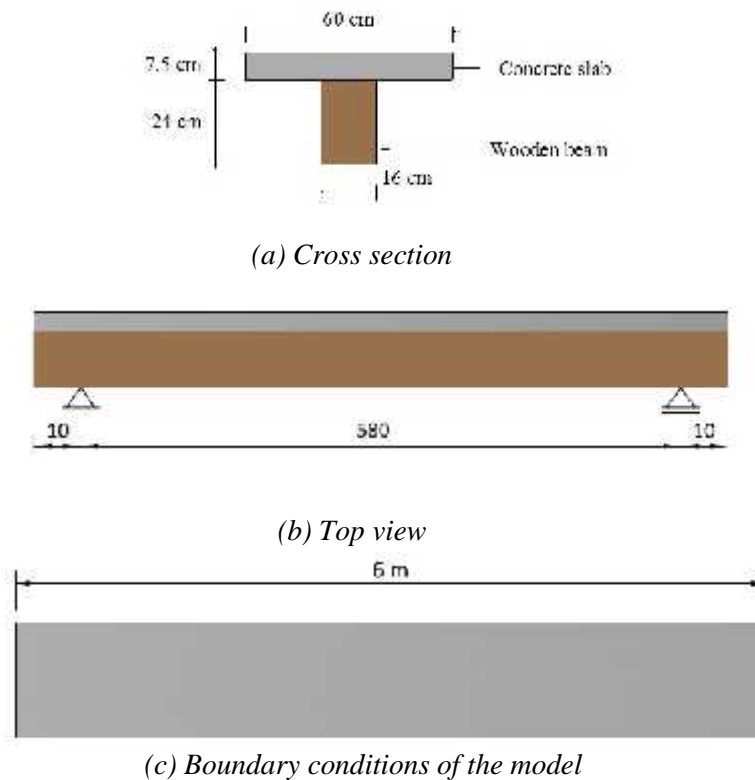 60 cm
7.5 cm
Concrete slab
24 cm
Wooden beam
16 cm
(a) Cross section
10
580
10
(b) Top view
6 m
(c) Boundary conditions of the model